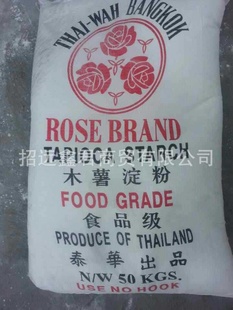 THAI-WAH BANGKOK
ROSE BRAND
TAPIOCA STARCH
木薯淀粉
FOOD GRADE
食品级
PRODUCE OF THAILAND
泰華出品
N/W 50 KGS.
USE NO HOOK